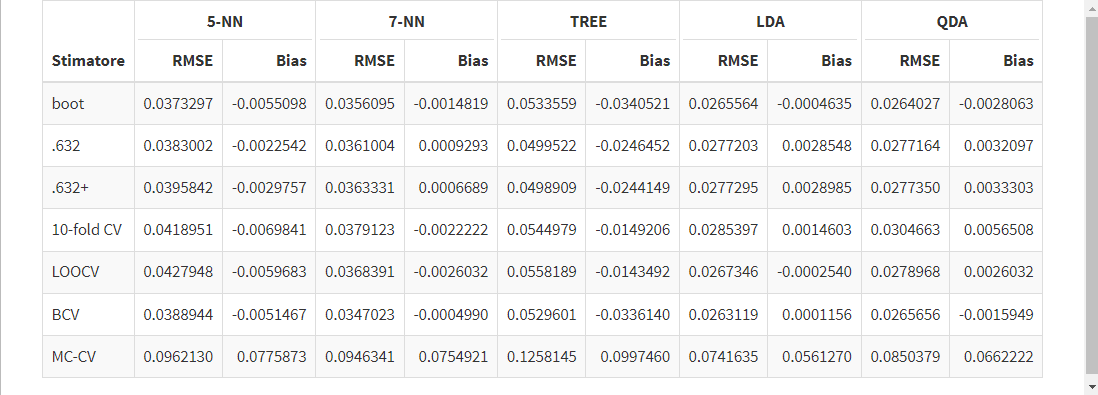 5-NN 7-NN TREE LDA QDA
Stimatore RMSE Bias RMSE Bias RMSE Bias RMSE Bias RMSE Bias
boot 0.0373297 -0.0055098 0.0356095 -0.0014819 0.0533559 -0.0340521 0.0265564 -0.0004635 0.0264027 -0.0028063
.632 0.0383002 -0.0022542 0.0361004 0.0009293 0.0499522 -0.0246452 0.0277203 0.0028548 0.0277164 0.0032097
.632+ 0.0395842 -0.0029757 0.0363331 0.0006689 0.0498909 -0.0244149 0.0277295 0.0028985 0.0277350 0.0033303
10-fold CV 0.0418951 -0.0069841 0.0379123 -0.0022222 0.0544979 -0.0149206 0.0285397 0.0014603 0.0304663 0.0056508
LOOCV 0.0427948 -0.0059683 0.0368391 -0.0026032 0.0558189 -0.0143492 0.0267346 -0.0002540 0.0278968 0.0026032
BCV 0.0388944 -0.0051467 0.0347023 -0.0004990 0.0529601 -0.0336140 0.0263119 0.0001156 0.0265656 -0.0015949
MC-CV 0.0962130 0.0775873 0.0946341 0.0754921 0.1258145 0.0997460 0.0741635 0.0561270 0.0850379 0.0662222